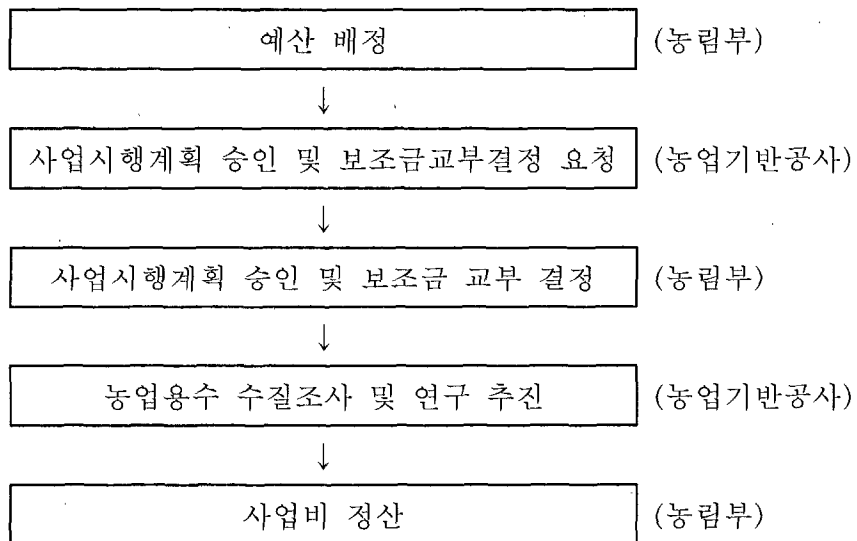 예산 배정 (농림부)
↓
사업시행계획 승인 및 보조금교부결정 요청 (농업기반공사)
↓
사업시행계획 승인 및 보조금 교부 결정 (농림부)
↓
농업용수 수질조사 및 연구 추진 (농업기반공사)
↓
사업비 정산 (농림부)